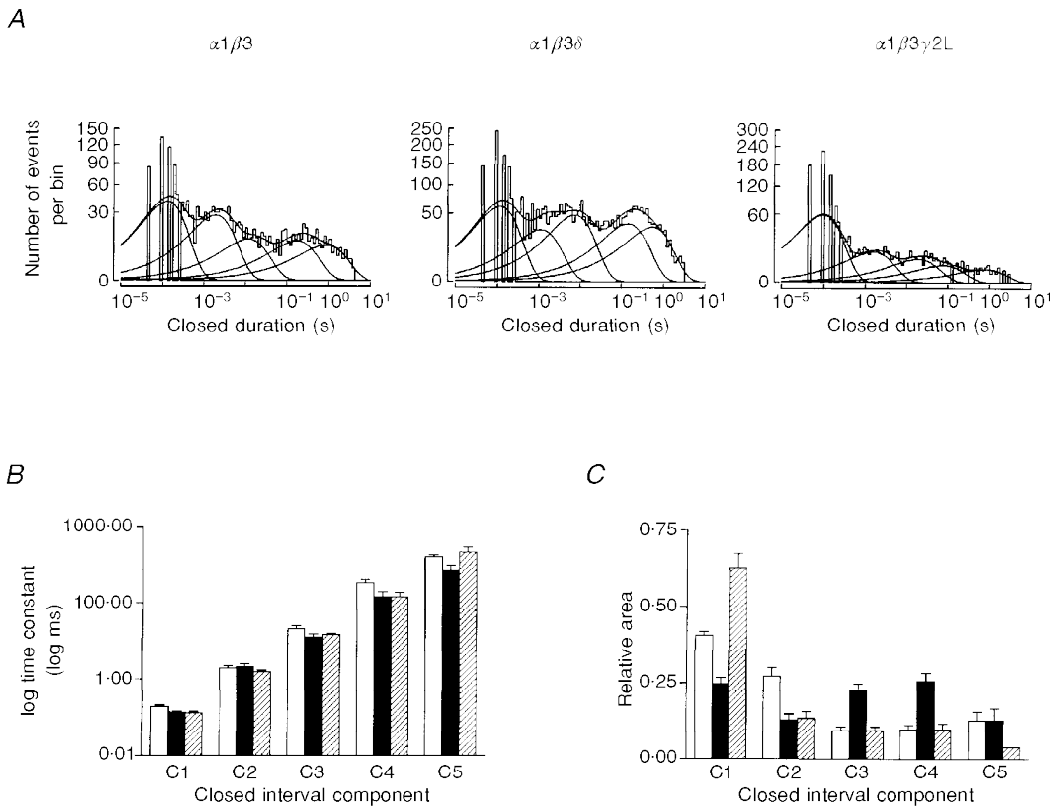 A
α1β3
α1β3δ
α1β3γ2L
Number of events
per bin
150
120
90
60
30
0
250
200
150
100
50
0
300
240
180
120
60
0
10⁻⁵
10⁻³
10⁻¹
10⁰
10¹
10⁻⁵
10⁻³
10⁻¹
10⁰
10¹
10⁻⁵
10⁻³
10⁻¹
10⁰
10¹
Closed duration (s)
Closed duration (s)
Closed duration (s)
B
log time constant
(log ms)
1000·00
100·00
1·00
0·01
C1
C2
C3
C4
C5
Closed interval component
C
Relative area
0·75
0·50
0·25
0·00
C1
C2
C3
C4
C5
Closed interval component